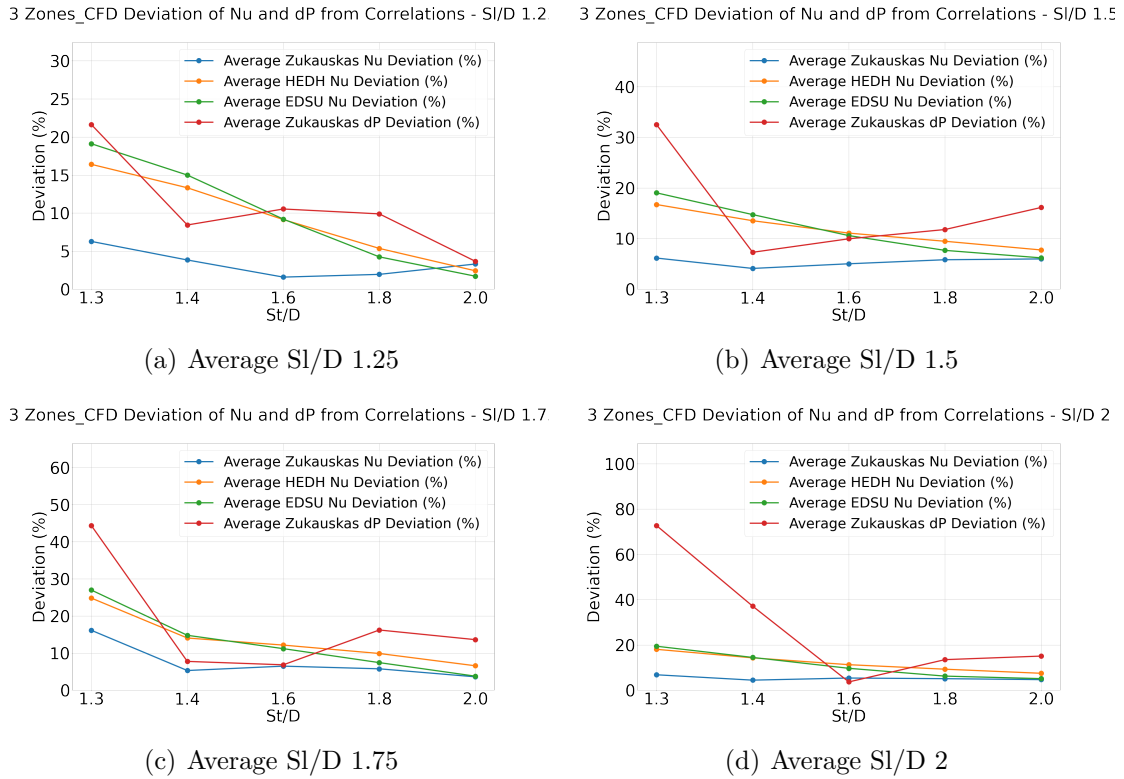 3 Zones_CFD Deviation of Nu and dP from Correlations - Sl/D 1.2
Average Zukauskas Nu Deviation (%)
Average HEDH Nu Deviation (%)
Average EDSU Nu Deviation (%)
Average Zukauskas dP Deviation (%)
Deviation (%)
30
25
20
15
10
5
0
1.3 1.4 1.6 1.8 2.0
St/D
(a) Average Sl/D 1.25
3 Zones_CFD Deviation of Nu and dP from Correlations - Sl/D 1.5
Average Zukauskas Nu Deviation (%)
Average HEDH Nu Deviation (%)
Average EDSU Nu Deviation (%)
Average Zukauskas dP Deviation (%)
Deviation (%)
40
30
20
10
0
1.3 1.4 1.6 1.8 2.0
St/D
(b) Average Sl/D 1.5
3 Zones_CFD Deviation of Nu and dP from Correlations - Sl/D 1.7
Average Zukauskas Nu Deviation (%)
Average HEDH Nu Deviation (%)
Average EDSU Nu Deviation (%)
Average Zukauskas dP Deviation (%)
Deviation (%)
60
50
40
30
20
10
0
1.3 1.4 1.6 1.8 2.0
St/D
(c) Average Sl/D 1.75
3 Zones_CFD Deviation of Nu and dP from Correlations - Sl/D 2
Average Zukauskas Nu Deviation (%)
Average HEDH Nu Deviation (%)
Average EDSU Nu Deviation (%)
Average Zukauskas dP Deviation (%)
Deviation (%)
100
80
60
40
20
0
1.3 1.4 1.6 1.8 2.0
St/D
(d) Average Sl/D 2